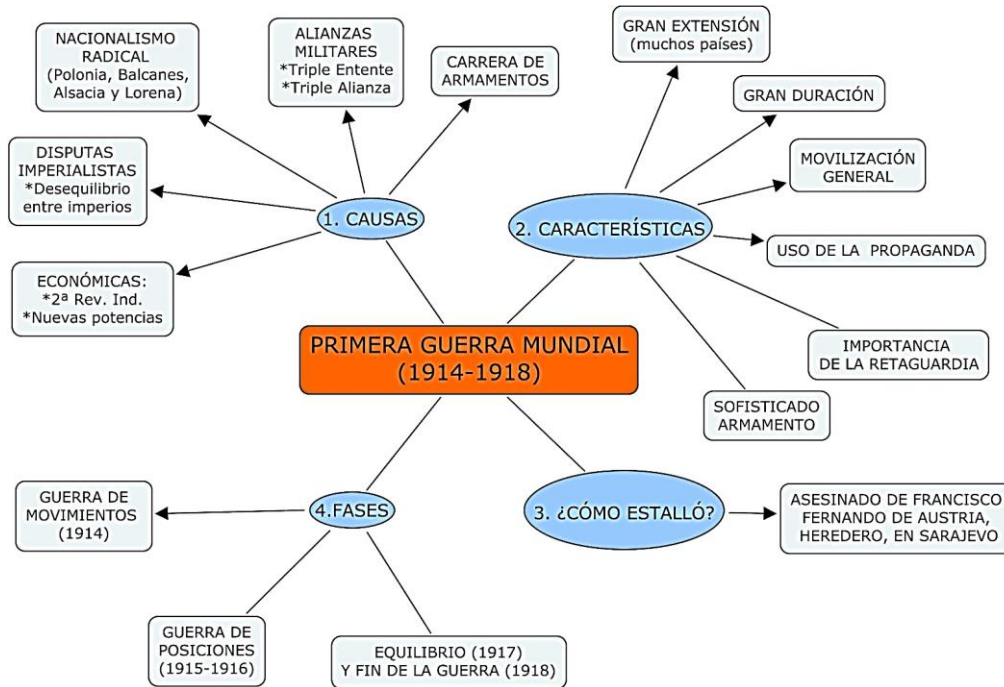 PRIMERA GUERRA MUNDIAL
(1914-1918)
1. CAUSAS
NACIONALISMO
RADICAL
(Polonia, Balcanes,
Alsacia y Lorena)
ALIANZAS
MILITARES
*Triple Entente
*Triple Alianza
CARRERA DE
ARMAMENTOS
DISPUTAS
IMPERIALISTAS
*Desequilibrio
entre imperios
ECONÓMICAS:
*2ª Rev. Ind.
*Nuevas potencias
2. CARACTERÍSTICAS
GRAN EXTENSIÓN
(muchos países)
GRAN DURACIÓN
MOVILIZACIÓN
GENERAL
USO DE LA PROPAGANDA
IMPORTANCIA
DE LA RETAGUARDIA
SOFISTICADO
ARMAMENTO
3. ¿CÓMO ESTALLÓ?
ASESINADO DE FRANCISCO
FERNANDO DE AUSTRIA,
HEREDERO, EN SARAJEVO
4.FASES
GUERRA DE
MOVIMIENTOS
(1914)
GUERRA DE
POSICIONES
(1915-1916)
EQUILIBRIO (1917)
Y FIN DE LA GUERRA (1918)